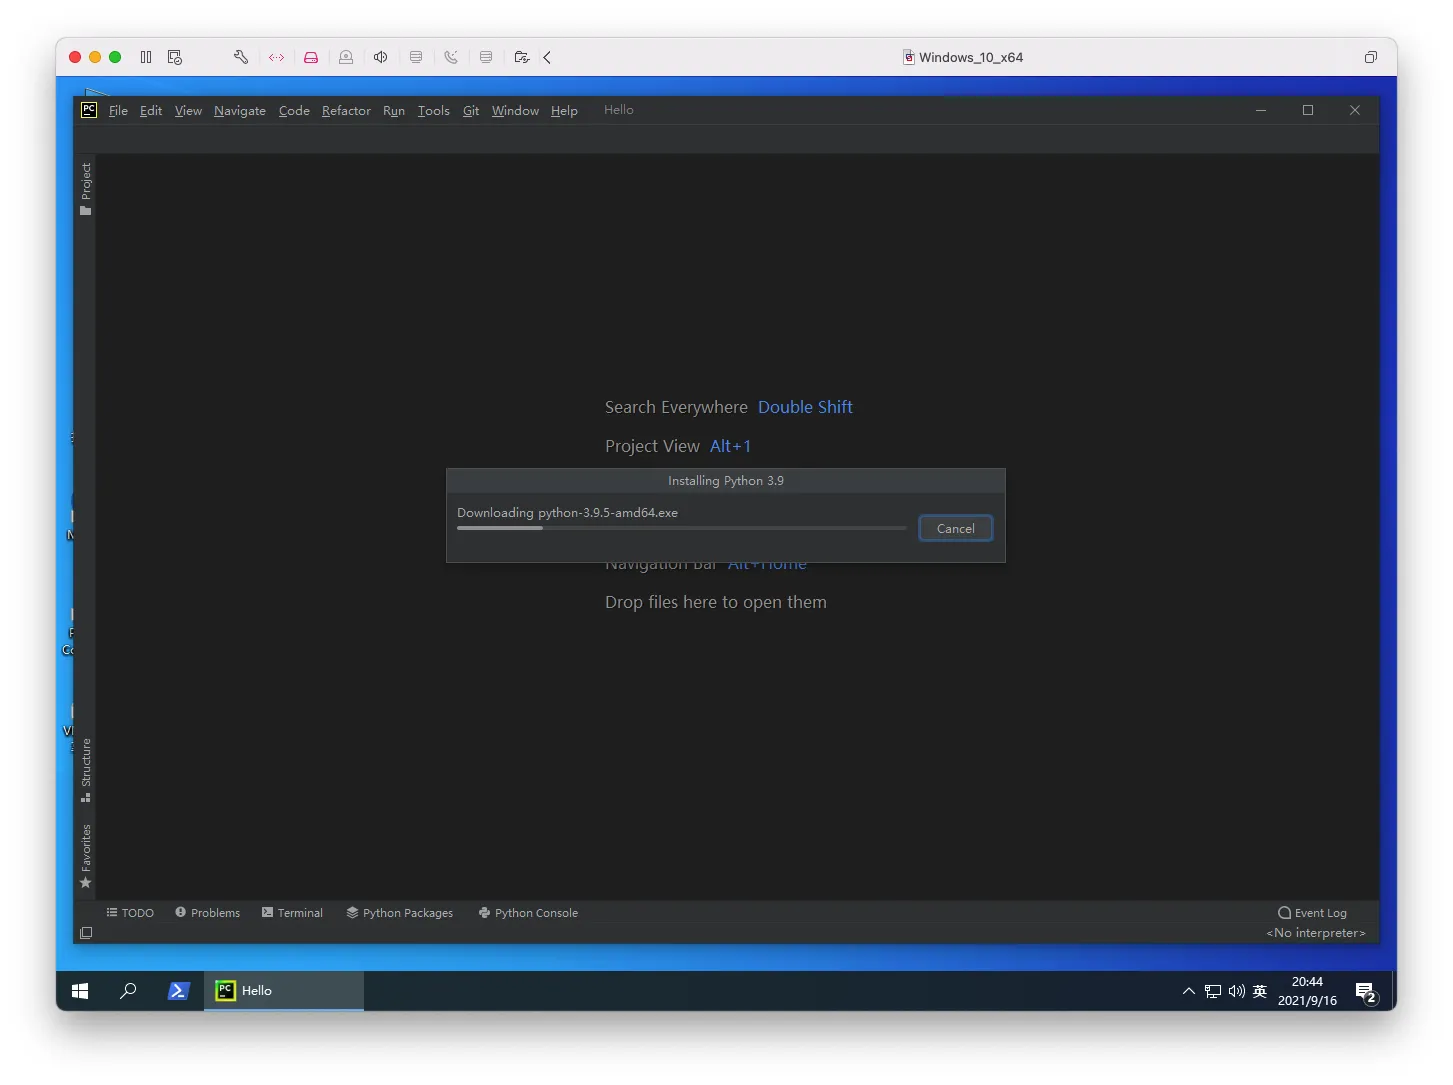 Windows_10_x64
PC File Edit View Navigate Code Refactor Run Tools Git Window Help Hello
Project
Search Everywhere Double Shift
Project View Alt+1
Installing Python 3.9
Downloading python-3.9.5-amd64.exe
Cancel
Navigation Bar Alt+Home
Drop files here to open them
Structure
Favorites
TODO Problems Terminal Python Packages Python Console Event Log
<No interpreter>
PC Hello 英 20:44
2021/9/16 2